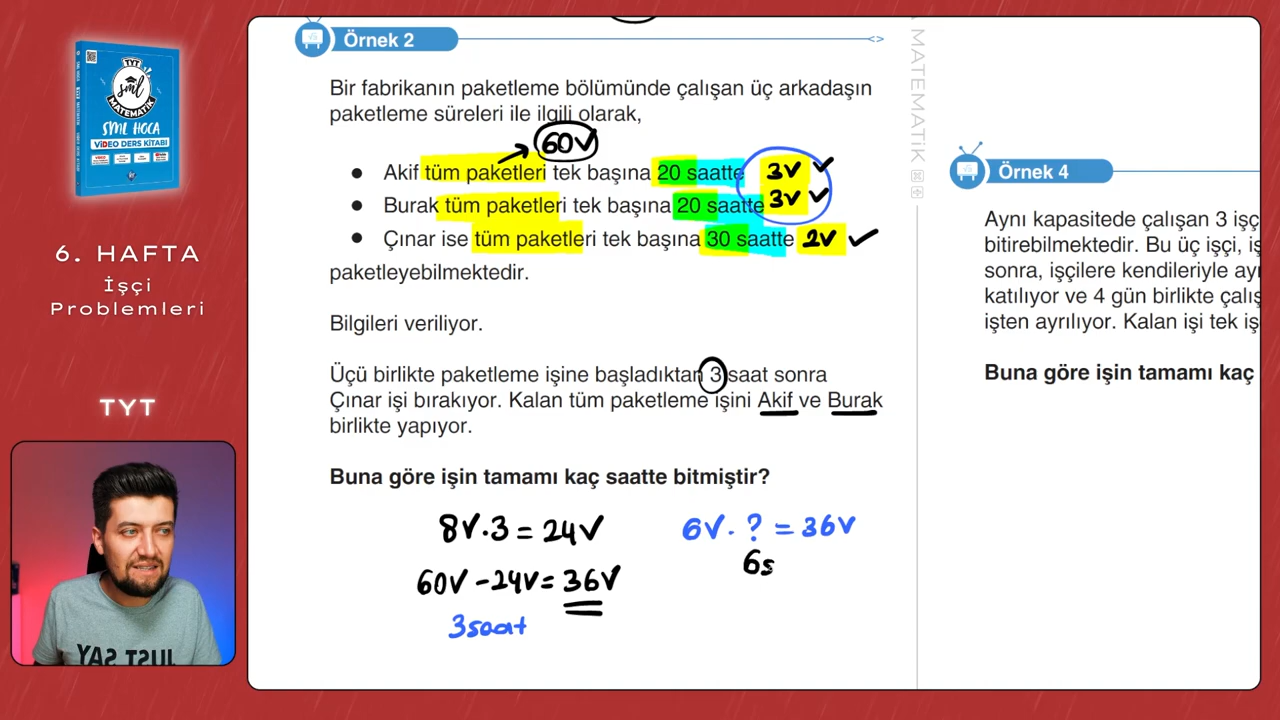 TYT
sml
MATEMATİK
SML HOCA
VİDEO DERS KİTABI
6. HAFTA
İşçi
Problemleri
TYT
JUST SAY
Örnek 2
Bir fabrikanın paketleme bölümünde çalışan üç arkadaşın
paketleme süreleri ile ilgili olarak,
60V
• Akif tüm paketleri tek başına 20 saatte 3V ✓
• Burak tüm paketleri tek başına 20 saatte 3V ✓
• Çınar ise tüm paketleri tek başına 30 saatte 2V ✓
paketleyebilmektedir.
Bilgileri veriliyor.
Üçü birlikte paketleme işine başladıktan 3 saat sonra
Çınar işi bırakıyor. Kalan tüm paketleme işini Akif ve Burak
birlikte yapıyor.
Buna göre işin tamamı kaç saatte bitmiştir?
8V.3 = 24V
60V - 24V = 36V
3saat
6V. ? = 36V
6s
MATEMATİK
Örnek 4
Aynı kapasitede çalışan 3 işç
bitirebilmektedir. Bu üç işçi, iş
sonra, işçilere kendileriyle ayn
katılıyor ve 4 gün birlikte çalış
işten ayrılıyor. Kalan işi tek iş
Buna göre işin tamamı kaç